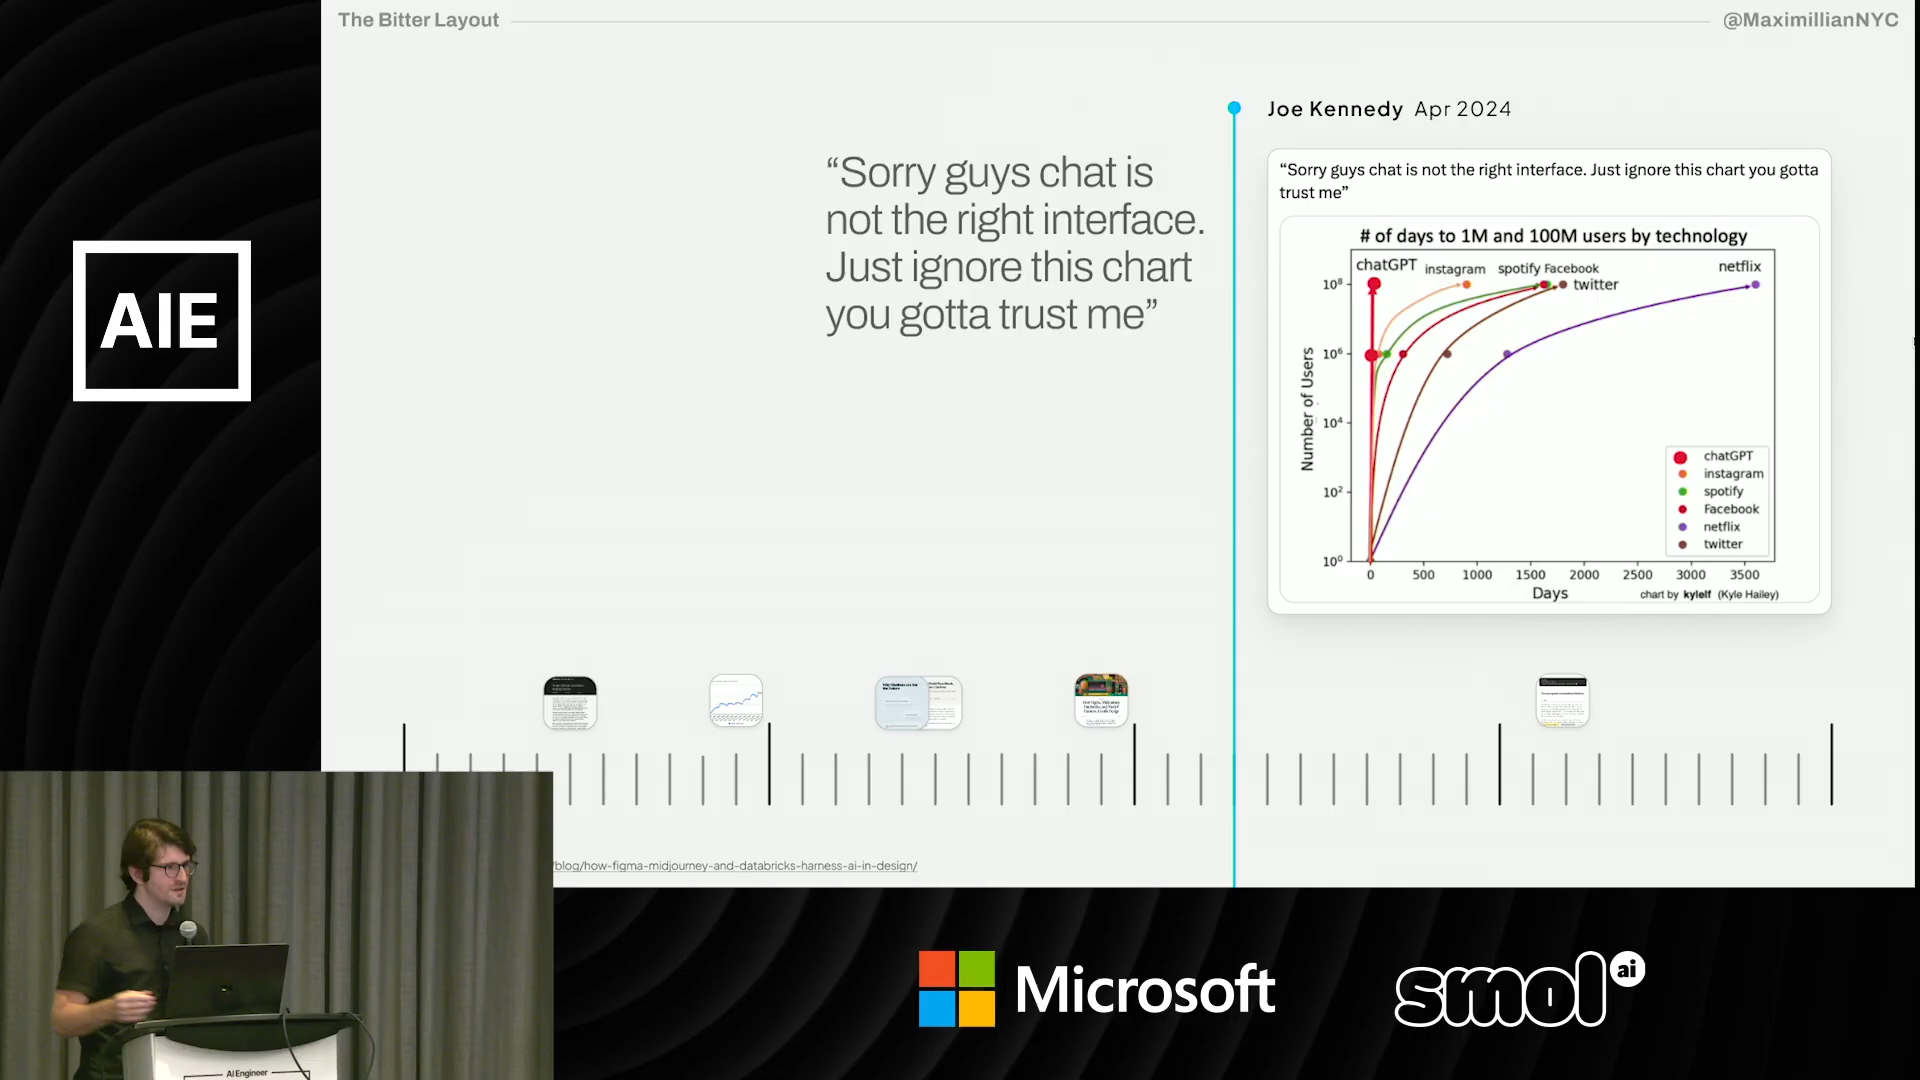 The Bitter Layout
@MaximillianNYC
AIE
“Sorry guys chat is
not the right interface.
Just ignore this chart
you gotta trust me”
Joe Kennedy Apr 2024
“Sorry guys chat is not the right interface. Just ignore this chart you gotta
trust me”
# of days to 1M and 100M users by technology
chatGPT instagram spotify Facebook netflix
twitter
Number of Users
10⁸
10⁶
10⁴
10²
10⁰
chatGPT
instagram
spotify
Facebook
netflix
twitter
0 500 1000 1500 2000 2500 3000 3500
Days
chart by kylelf (Kyle Hailey)
/blog/how-figma-midjourney-and-databricks-harness-ai-in-design/
Microsoft
smol ai
AI Engineer